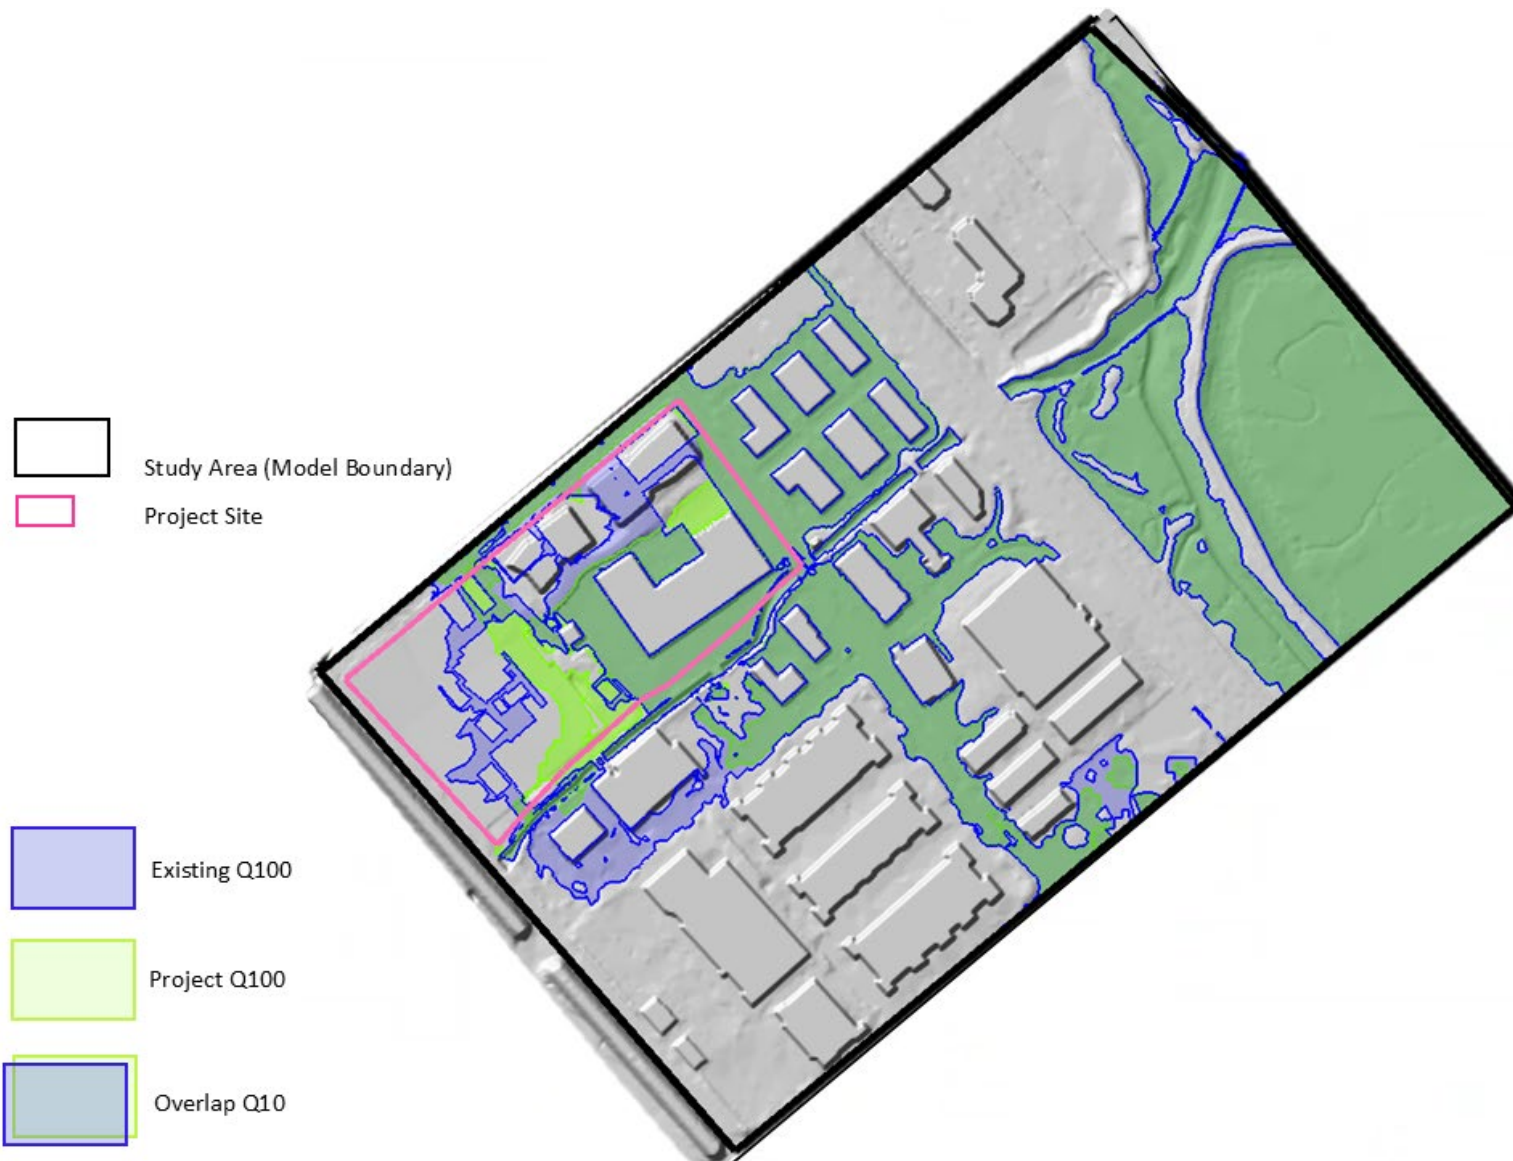 Study Area (Model Boundary)
Project Site
Existing Q100
Project Q100
Overlap Q10